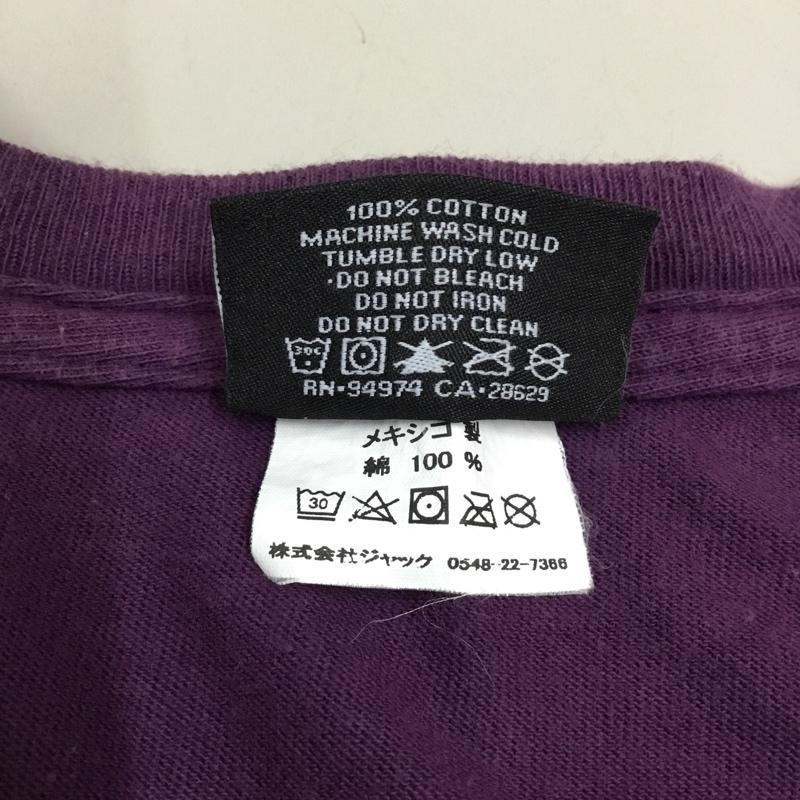 100% COTTON
MACHINE WASH COLD
TUMBLE DRY LOW
·DO NOT BLEACH
DO NOT IRON
DO NOT DRY CLEAN
30C
RN·94974 CA·28629
メキシコ製
綿 100 %
30
株式会社ジャック 0548-22-7366